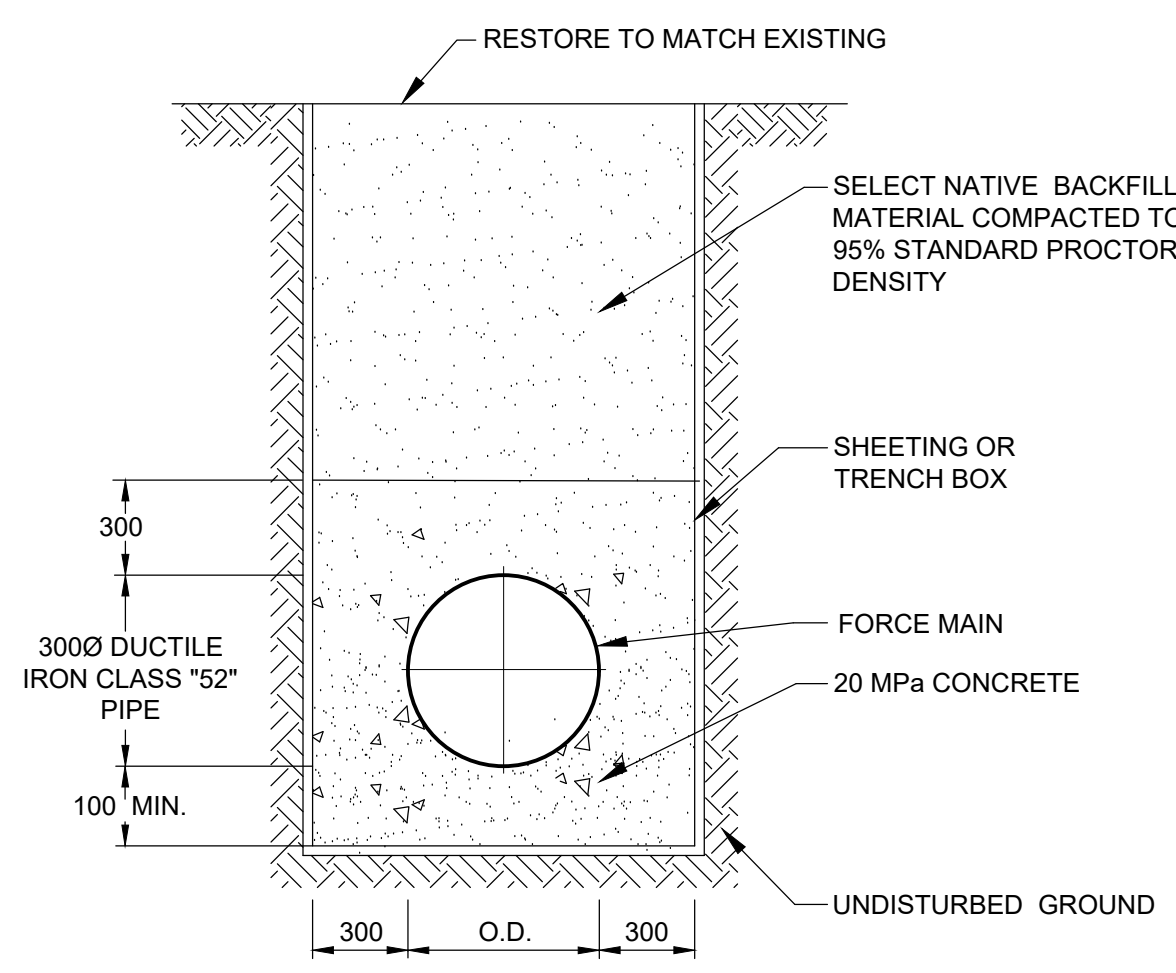 RESTORE TO MATCH EXISTING
SELECT NATIVE BACKFILL
MATERIAL COMPACTED TO
95% STANDARD PROCTOR
DENSITY
SHEETING OR
TRENCH BOX
300
FORCE MAIN
300Ø DUCTILE
IRON CLASS "52"
PIPE
20 MPa CONCRETE
100 MIN.
UNDISTURBED GROUND
300
O.D.
300